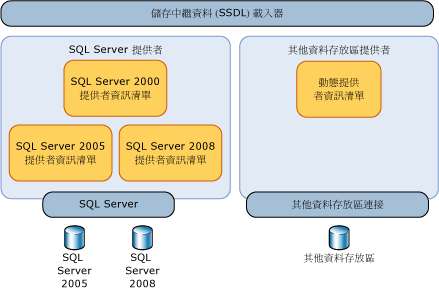 儲存中繼資料 (SSDL) 載入器
SQL Server 提供者
SQL Server 2000
提供者資訊清單
SQL Server 2005
提供者資訊清單
SQL Server 2008
提供者資訊清單
SQL Server
SQL
Server
2005
SQL
Server
2008
其他資料存放區提供者
動態提供
者資訊清單
其他資料存放區連接
其他資料存放區